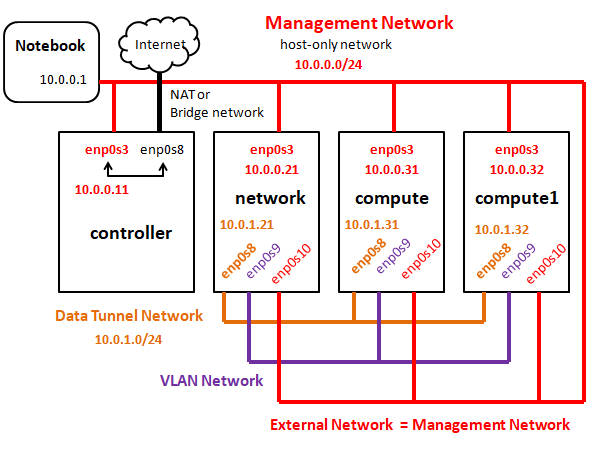 Management Network
host-only network
10.0.0.0/24
Notebook
10.0.0.1
Internet
NAT or
Bridge network
enp0s3
enp0s8
10.0.0.11
controller
enp0s3
10.0.0.21
network
10.0.1.21
enp0s8
enp0s9
enp0s10
enp0s3
10.0.0.31
compute
10.0.1.31
enp0s8
enp0s9
enp0s10
enp0s3
10.0.0.32
compute1
10.0.1.32
enp0s8
enp0s9
enp0s10
Data Tunnel Network
10.0.1.0/24
VLAN Network
External Network = Management Network